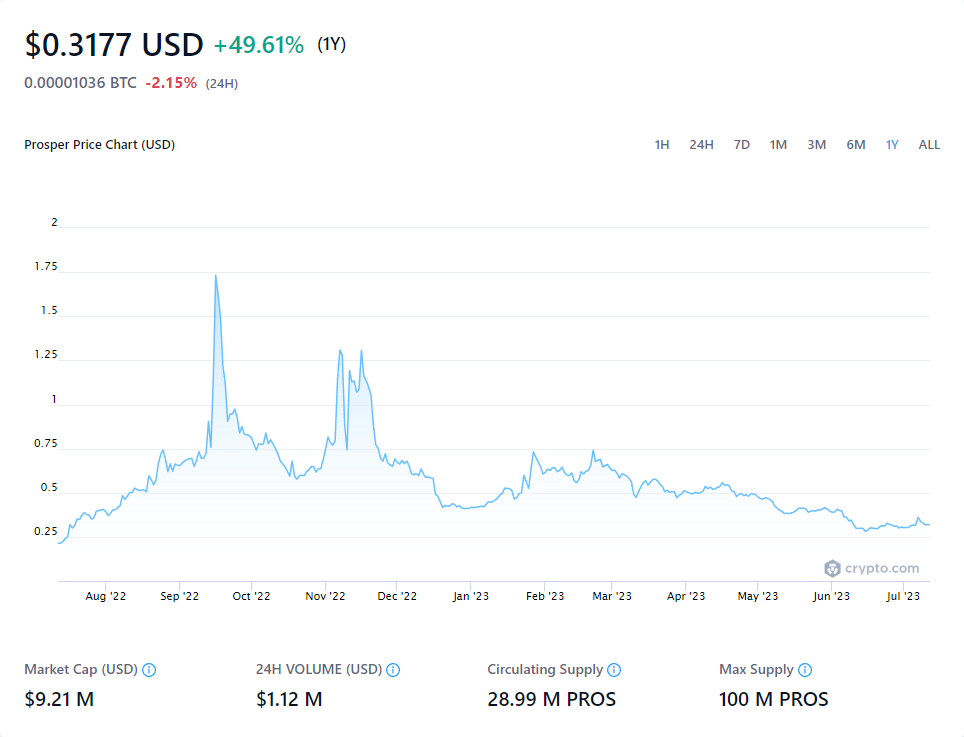 $0.3177 USD +49.61% (1Y)
0.00001036 BTC -2.15% (24H)
Prosper Price Chart (USD) 1H 24H 7D 1M 3M 6M 1Y ALL
2
1.75
1.5
1.25
1
0.75
0.5
0.25
crypto.com
Aug '22 Sep '22 Oct '22 Nov '22 Dec '22 Jan '23 Feb '23 Mar '23 Apr '23 May '23 Jun '23 Jul '23
Market Cap (USD) 24H VOLUME (USD) Circulating Supply Max Supply
$9.21 M $1.12 M 28.99 M PROS 100 M PROS